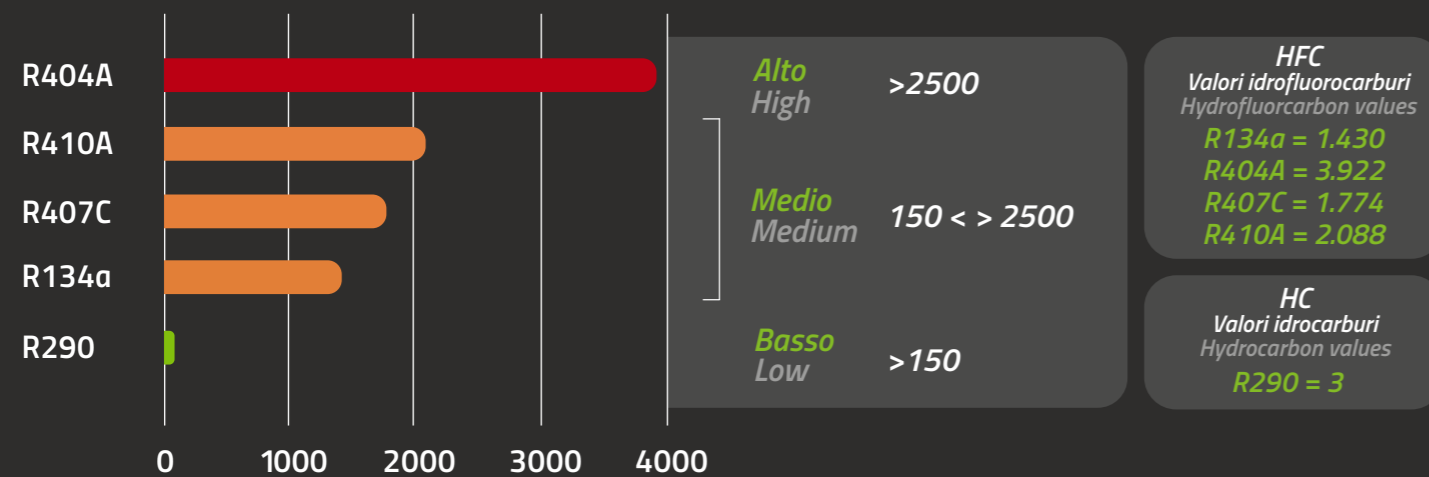 R404A
R410A
R407C
R134a
R290
0 1000 2000 3000 4000
Alto
High
>2500
Medio
Medium
150 < > 2500
Basso
Low
>150
HFC
Valori idrofluorocarburi
Hydrofluorcarbon values
R134a = 1.430
R404A = 3.922
R407C = 1.774
R410A = 2.088
HC
Valori idrocarburi
Hydrocarbon values
R290 = 3